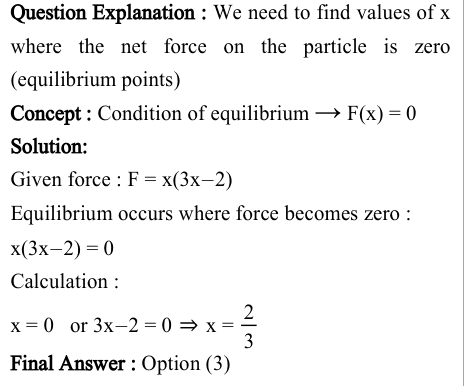 Question Explanation : We need to find values of x
where the net force on the particle is zero
(equilibrium points)
Concept : Condition of equilibrium ⟶ F(x) = 0
Solution:
Given force : F = x(3x–2)
Equilibrium occurs where force becomes zero :
x(3x–2) = 0
Calculation :
x = 0 or 3x–2 = 0 ⇒ x = 2/3
Final Answer : Option (3)